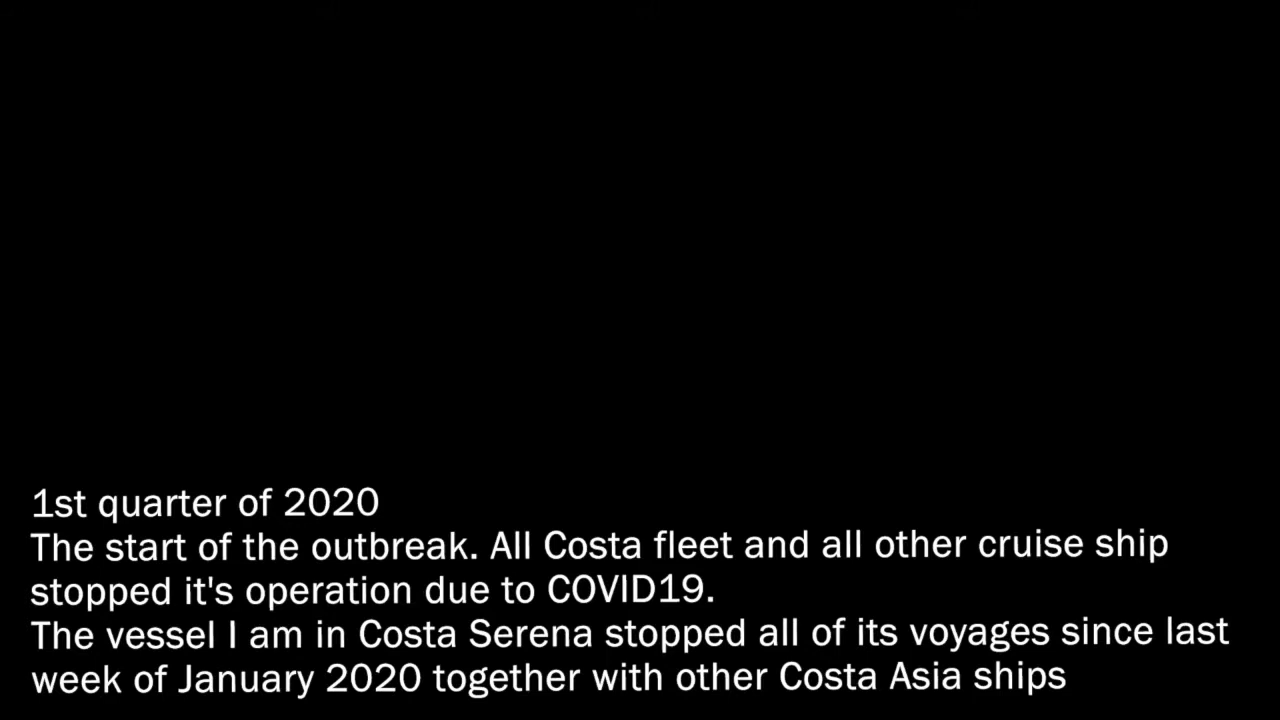 1st quarter of 2020
The start of the outbreak. All Costa fleet and all other cruise ship
stopped it's operation due to COVID19.
The vessel I am in Costa Serena stopped all of its voyages since last
week of January 2020 together with other Costa Asia ships